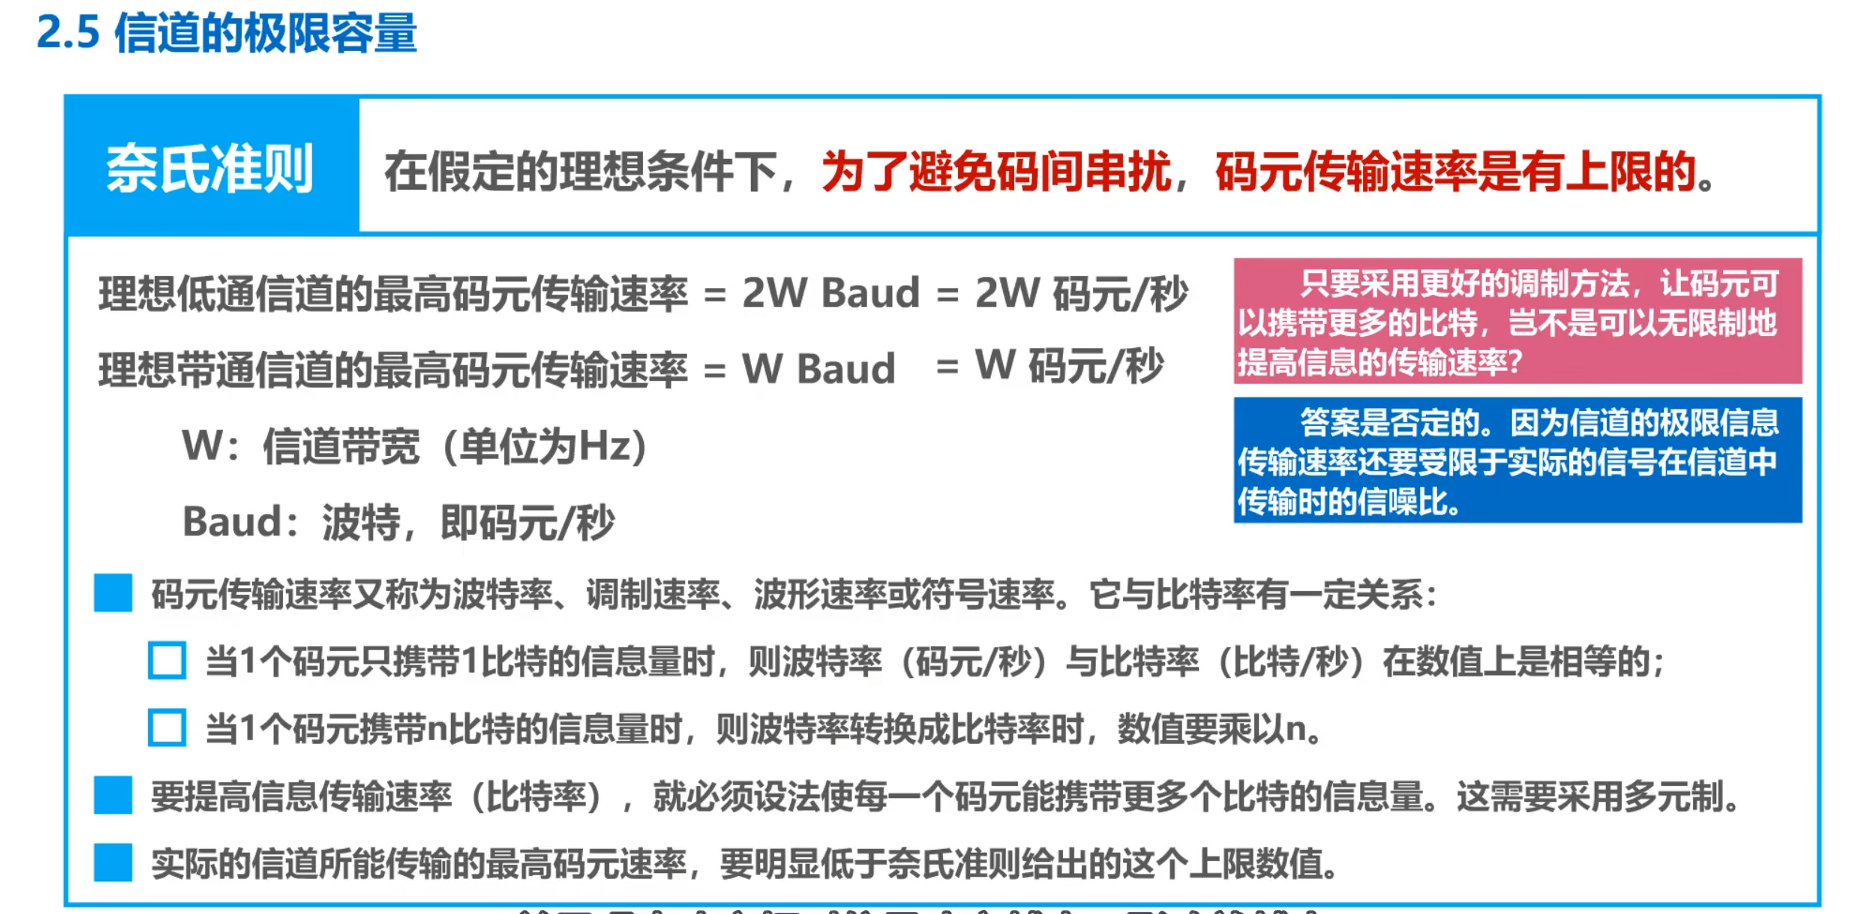 2.5 信道的极限容量
奈氏准则
在假定的理想条件下，为了避免码间串扰，码元传输速率是有上限的。
理想低通信道的最高码元传输速率 = 2W Baud = 2W 码元/秒
理想带通信道的最高码元传输速率 = W Baud = W 码元/秒
W：信道带宽（单位为Hz）
Baud：波特，即码元/秒
只要采用更好的调制方法，让码元可
以携带更多的比特，岂不是可以无限制地
提高信息的传输速率？
答案是否定的。因为信道的极限信息
传输速率还要受限于实际的信号在信道中
传输时的信噪比。
码元传输速率又称为波特率、调制速率、波形速率或符号速率。它与比特率有一定关系：
当1个码元只携带1比特的信息量时，则波特率（码元/秒）与比特率（比特/秒）在数值上是相等的；
当1个码元携带n比特的信息量时，则波特率转换成比特率时，数值要乘以n。
要提高信息传输速率（比特率），就必须设法使每一个码元能携带更多个比特的信息量。这需要采用多元制。
实际的信道所能传输的最高码元速率，要明显低于奈氏准则给出的这个上限数值。